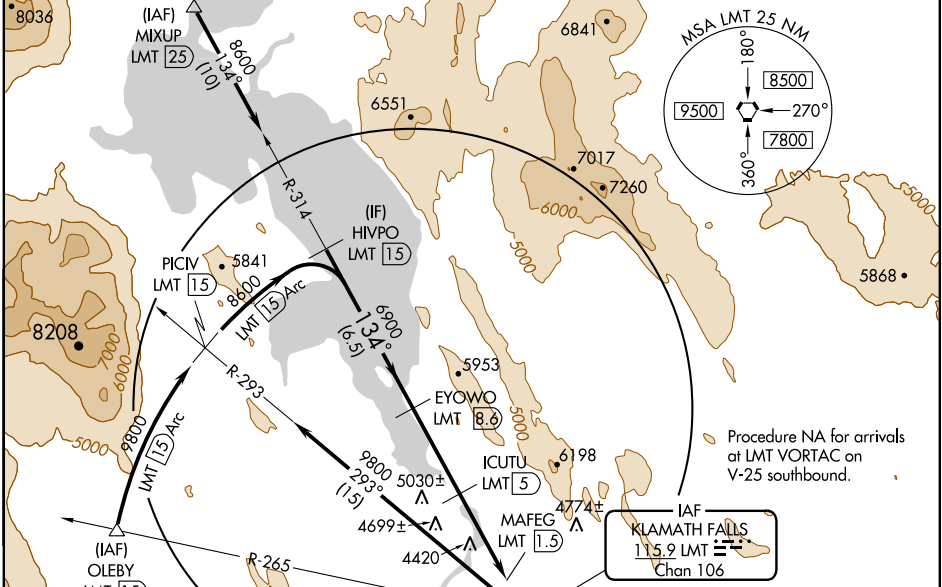 8036
(IAF)
MIXUP
LMT 25
8600
134°
(10)
6841
MSA LMT 25 NM
180°
8500
9500
270°
7800
360°
6551
7017
7260
6000
5000
5000
5868
R-314
(IF)
HIVPO
LMT 15
PICIV
LMT 15
5841
8600
LMT 15 Arc
8208
7000
6000
5000
6900
134°
(6.5)
R-293
5953
EYOWO
LMT 8.6
5000
9800
LMT 15 Arc
Procedure NA for arrivals
at LMT VORTAC on
V-25 southbound.
6198
ICUTU
LMT 5
9800
293°
(15)
5030±
4699±
4420
4774±
MAFEG
LMT 1.5
IAF
KLAMATH FALLS
115.9 LMT
Chan 106
(IAF)
OLEBY
R-265